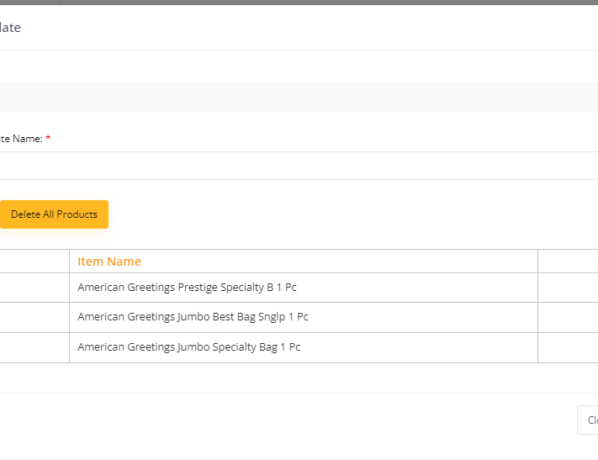 late
te Name: *
Delete All Products
Item Name
American Greetings Prestige Specialty B 1 Pc
American Greetings Jumbo Best Bag Snglp 1 Pc
American Greetings Jumbo Specialty Bag 1 Pc
Cl